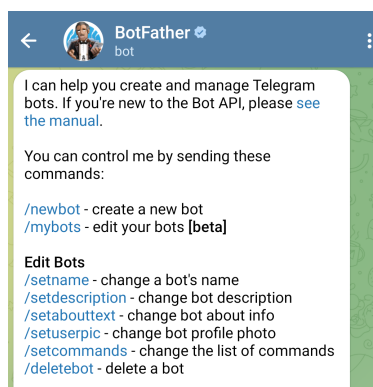 BotFather
bot
I can help you create and manage Telegram
bots. If you're new to the Bot API, please see
the manual.
You can control me by sending these
commands:
/newbot - create a new bot
/mybots - edit your bots [beta]
Edit Bots
/setname - change a bot's name
/setdescription - change bot description
/setabouttext - change bot about info
/setuserpic - change bot profile photo
/setcommands - change the list of commands
/deletebot - delete a bot